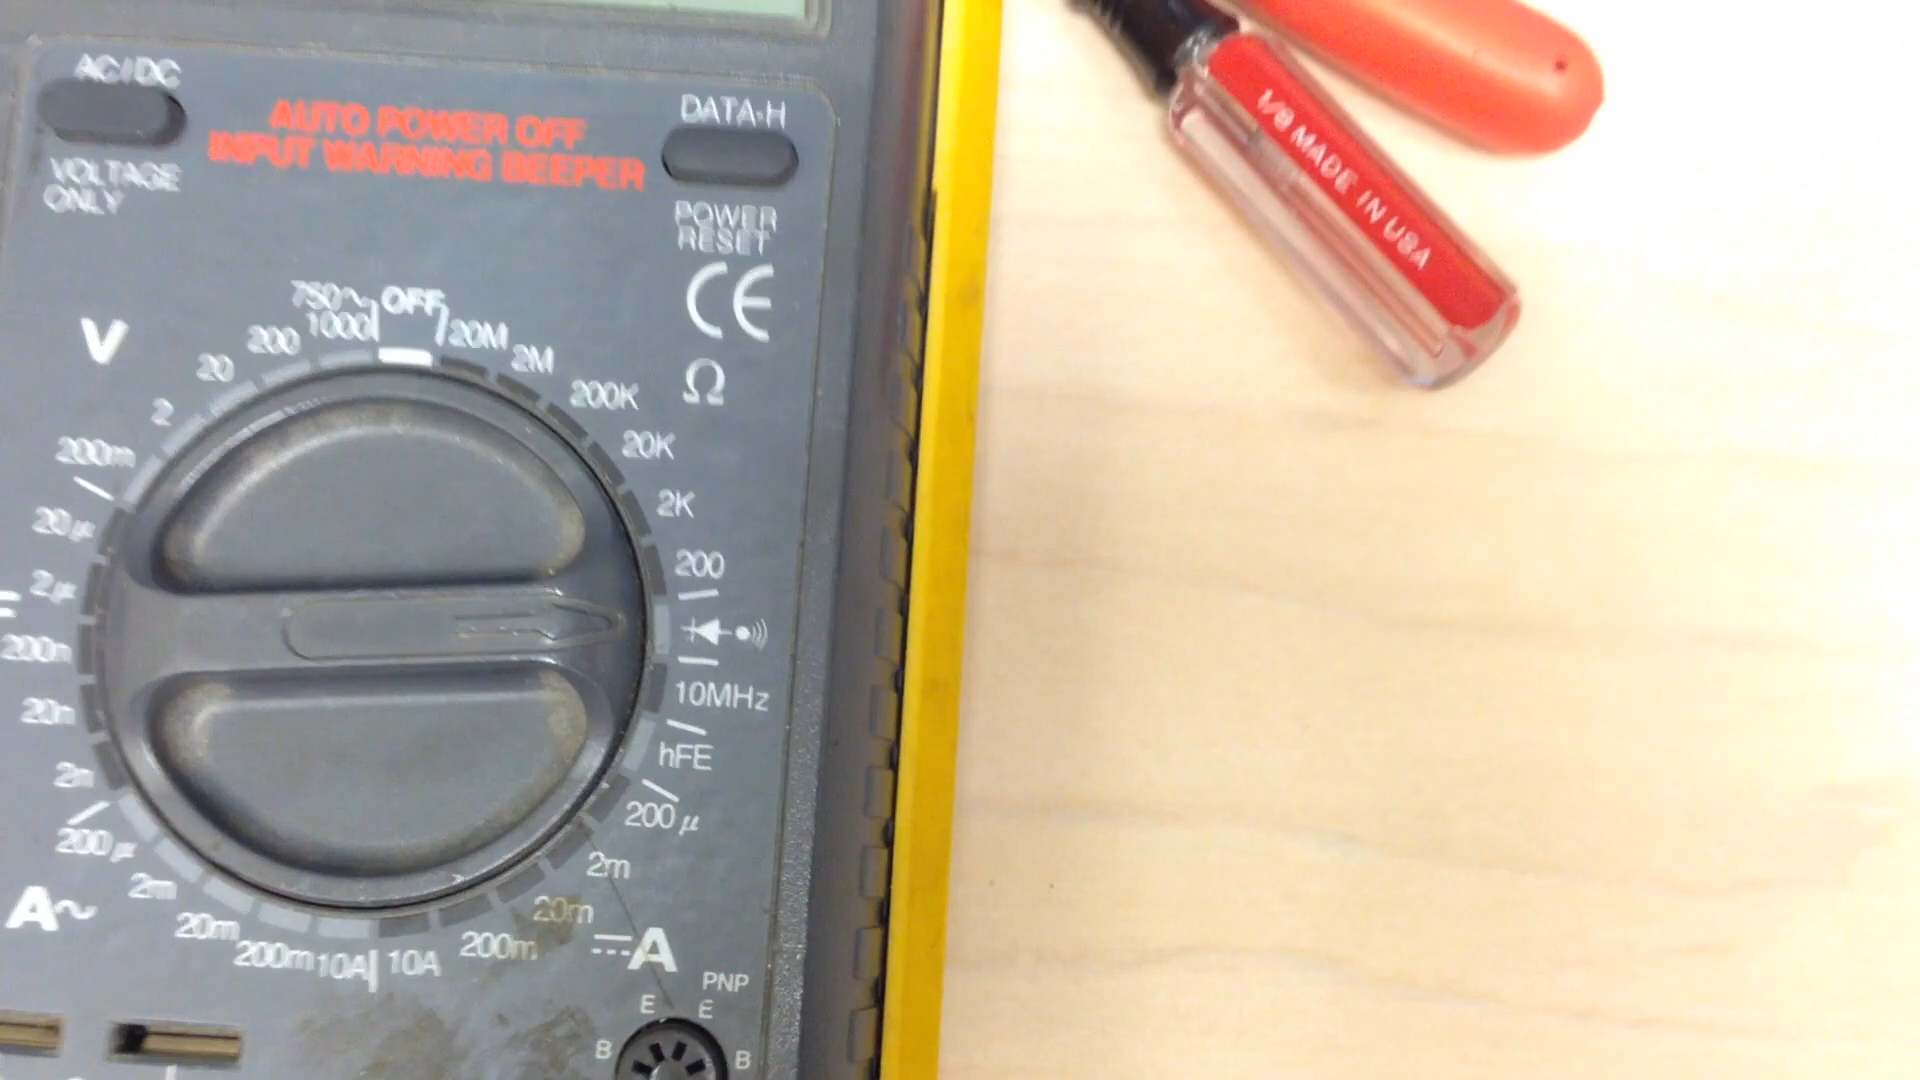 AC/DC
VOLTAGE
ONLY
AUTO POWER OFF
INPUT WARNING BEEPER
DATA-H
POWER
RESET
CE
1/8 MADE IN USA
V
Ω
750~
1000
OFF
20M
2M
200K
20K
2K
200
10MHz
hFE
200µ
2m
20m
200m
10A
A
10A
200m
20m
2m
200µ
A~
2n
20n
200n
2µ
20µ
200m
2
20
200
PNP
E
E
B
B